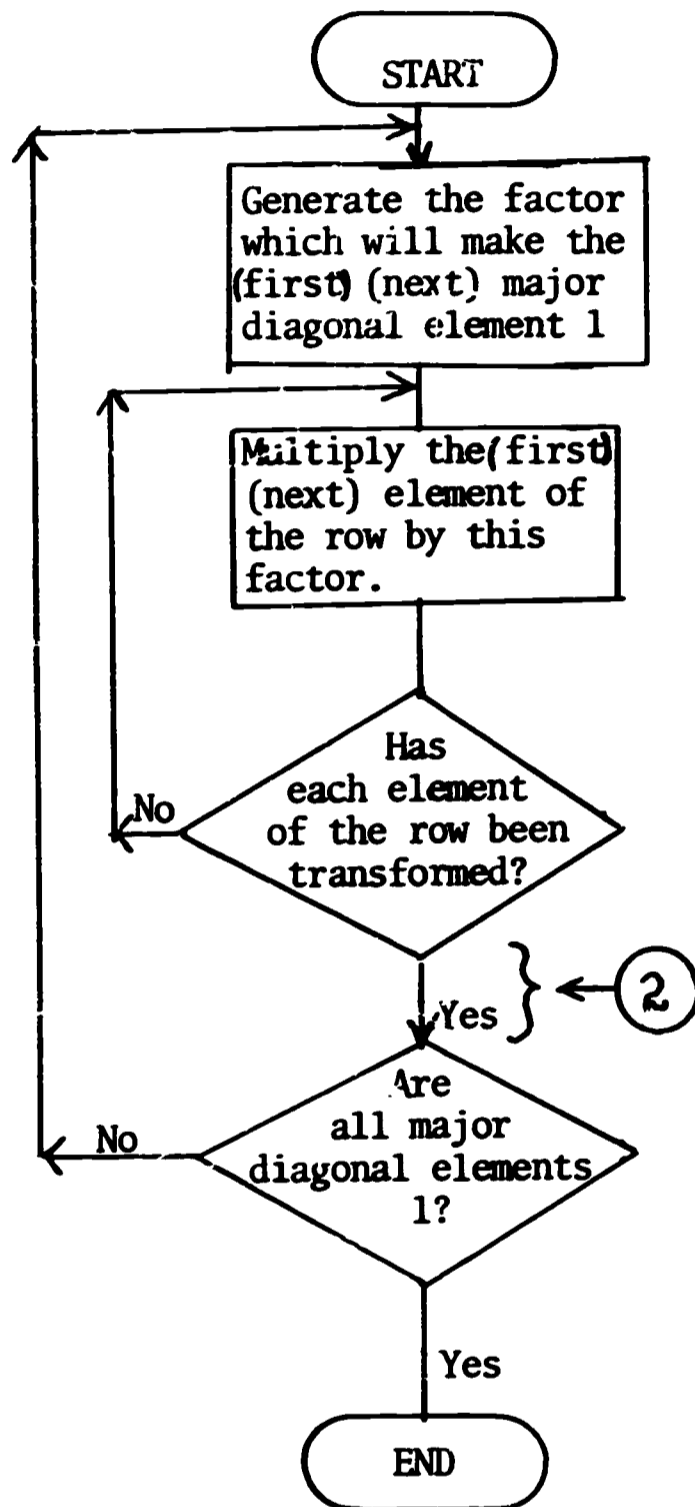 START
Generate the factor
which will make the
(first) (next) major
diagonal element 1
Multiply the (first)
(next) element of
the row by this
factor.
Has
each element
of the row been
transformed?
No
Yes
2
Are
all major
diagonal elements
1?
No
Yes
END